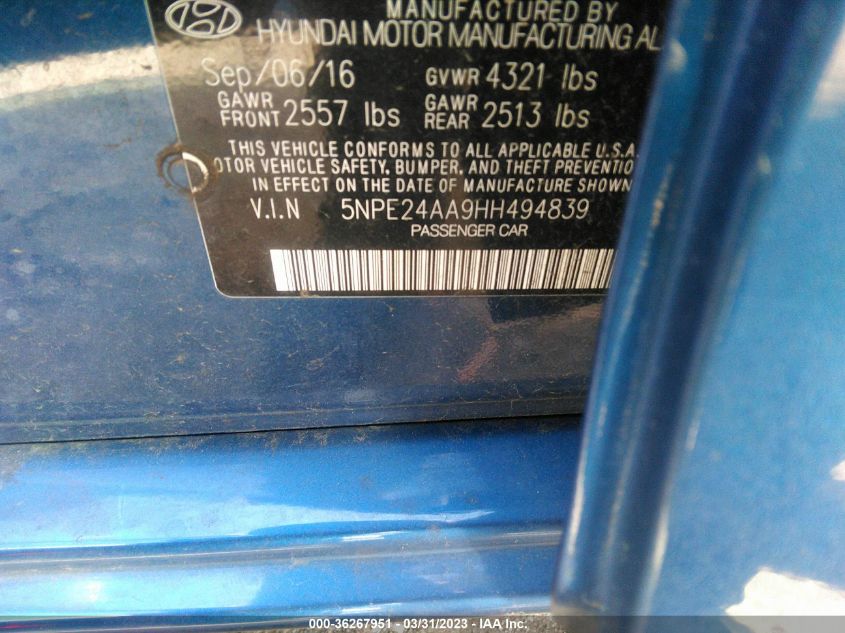 MANUFACTURED BY
HYUNDAI MOTOR MANUFACTURING AL
Sep/06/16 GVWR 4321 lbs
GAWR FRONT 2557 lbs GAWR REAR 2513 lbs
THIS VEHICLE CONFORMS TO ALL APPLICABLE U.S.A
OTOR VEHICLE SAFETY, BUMPER, AND THEFT PREVENTIO
IN EFFECT ON THE DATE OF MANUFACTURE SHOWN
V.I.N 5NPE24AA9HH494839
PASSENGER CAR
000-36267951 - 03/31/2023 - IAA Inc.